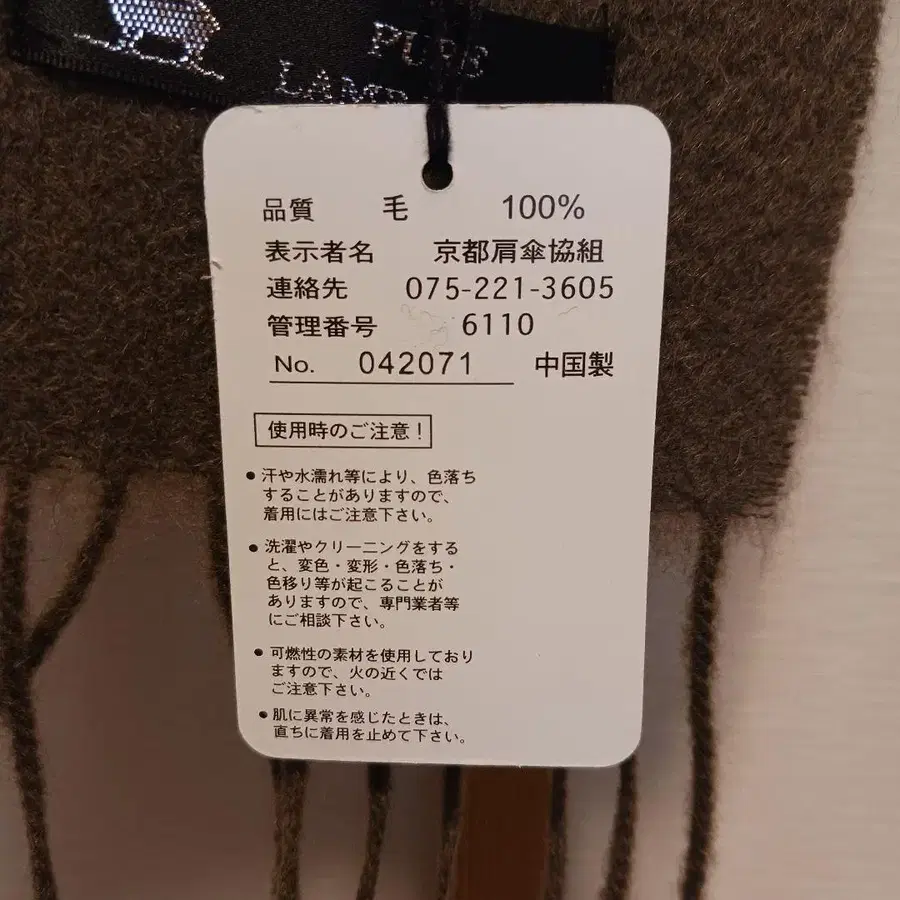 PURE
LAMB
品質 毛 100%
表示者名 京都肩傘協組
連絡先 075-221-3605
管理番号 6110
No. 042071 中国製
使用時のご注意!
●汗や水濡れ等により、色落ち
することがありますので、
着用にはご注意下さい。
●洗濯やクリーニングをする
と、変色・変形・色落ち・
色移り等が起こることが
ありますので、専門業者等
にご相談下さい。
●可燃性の素材を使用しており
ますので、火の近くでは
ご注意下さい。
●肌に異常を感じたときは、
直ちに着用を止めて下さい。